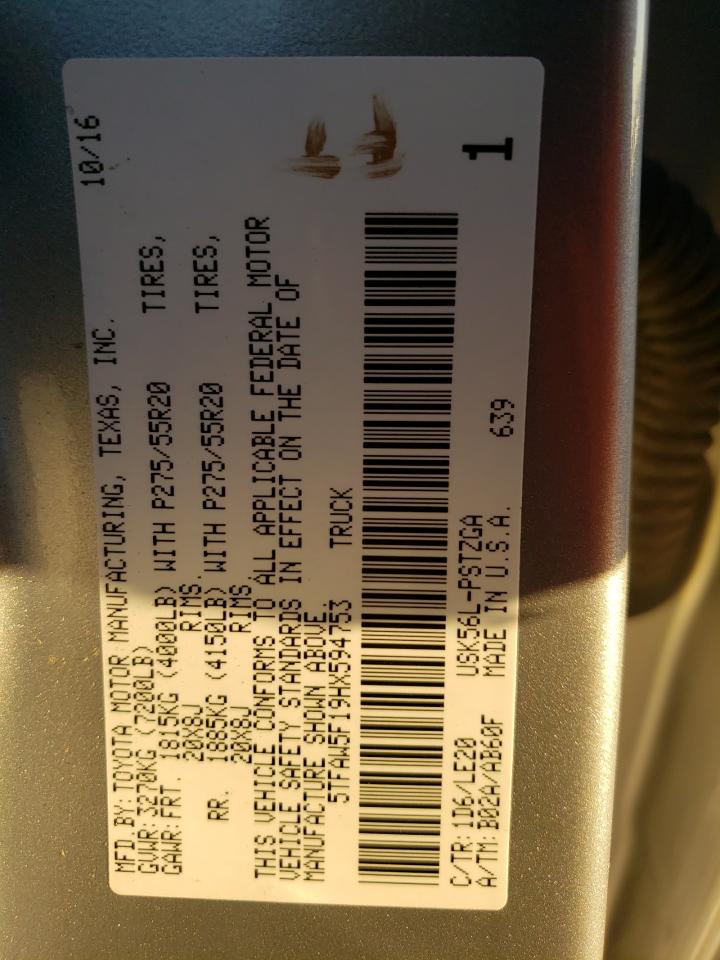 MFD. BY: TOYOTA MOTOR MANUFACTURING, TEXAS, INC. 10/16
GVWR: 3270KG (7200LB)
GAWR: FRT. 1815KG (4000LB) WITH P275/55R20 TIRES,
20X8J RIMS.
RR. 1885KG (4150LB) WITH P275/55R20 TIRES,
20X8J RIMS.
THIS VEHICLE CONFORMS TO ALL APPLICABLE FEDERAL MOTOR
VEHICLE SAFETY STANDARDS IN EFFECT ON THE DATE OF
MANUFACTURE SHOWN ABOVE.
5TFAW5F19HX594753 TRUCK
C/TR: 1D6/LE20 USK56L-PSTZGA
A/TM: B02A/AB60F MADE IN U.S.A. 639
1